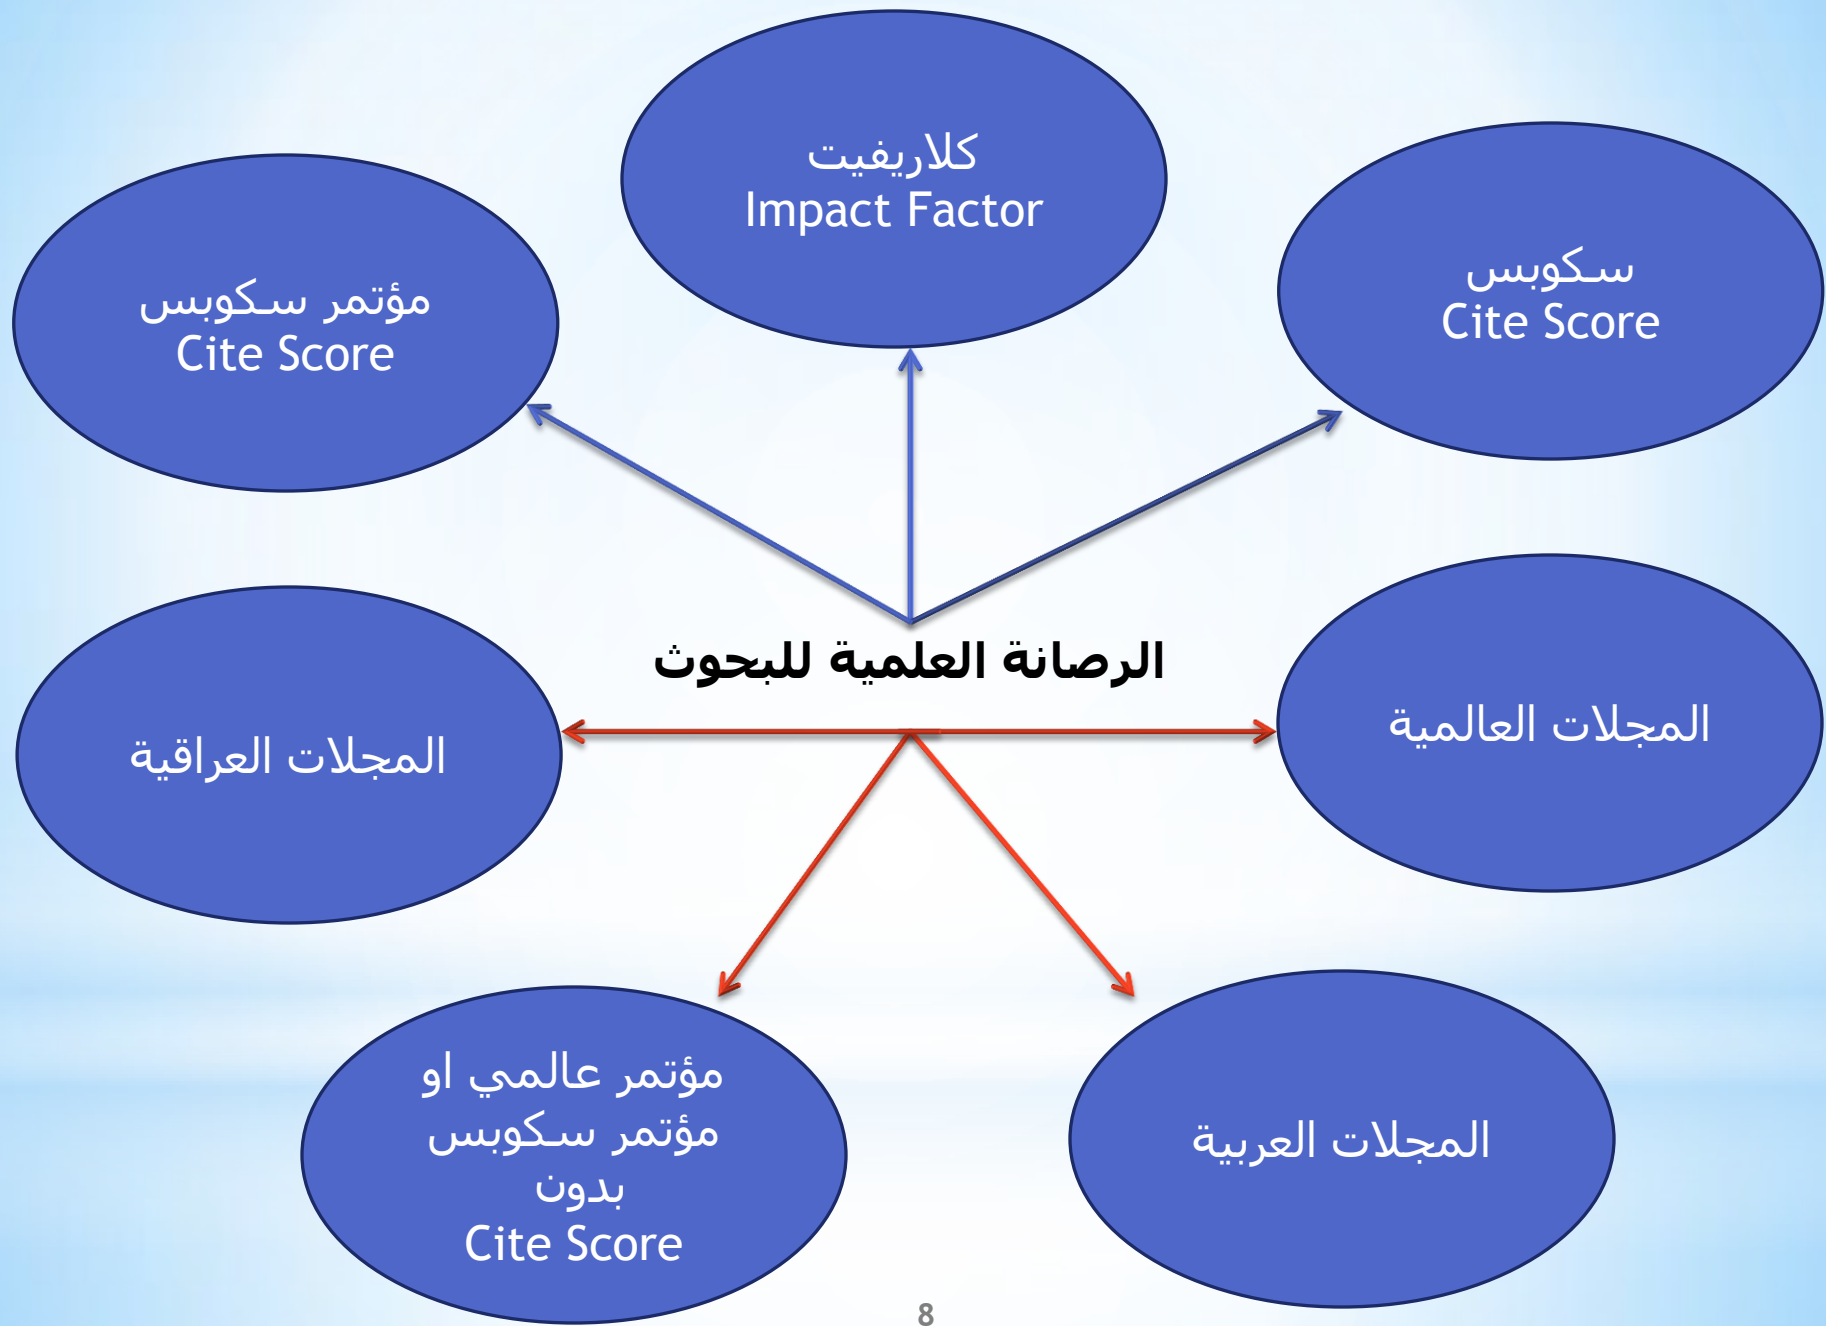 كلاريفيت
Impact Factor
سكوبس
Cite Score
مؤتمر سكوبس
Cite Score
الرصانة العلمية للبحوث
المجلات العالمية
المجلات العراقية
المجلات العربية
مؤتمر عالمي او
مؤتمر سكوبس
بدون
Cite Score
8